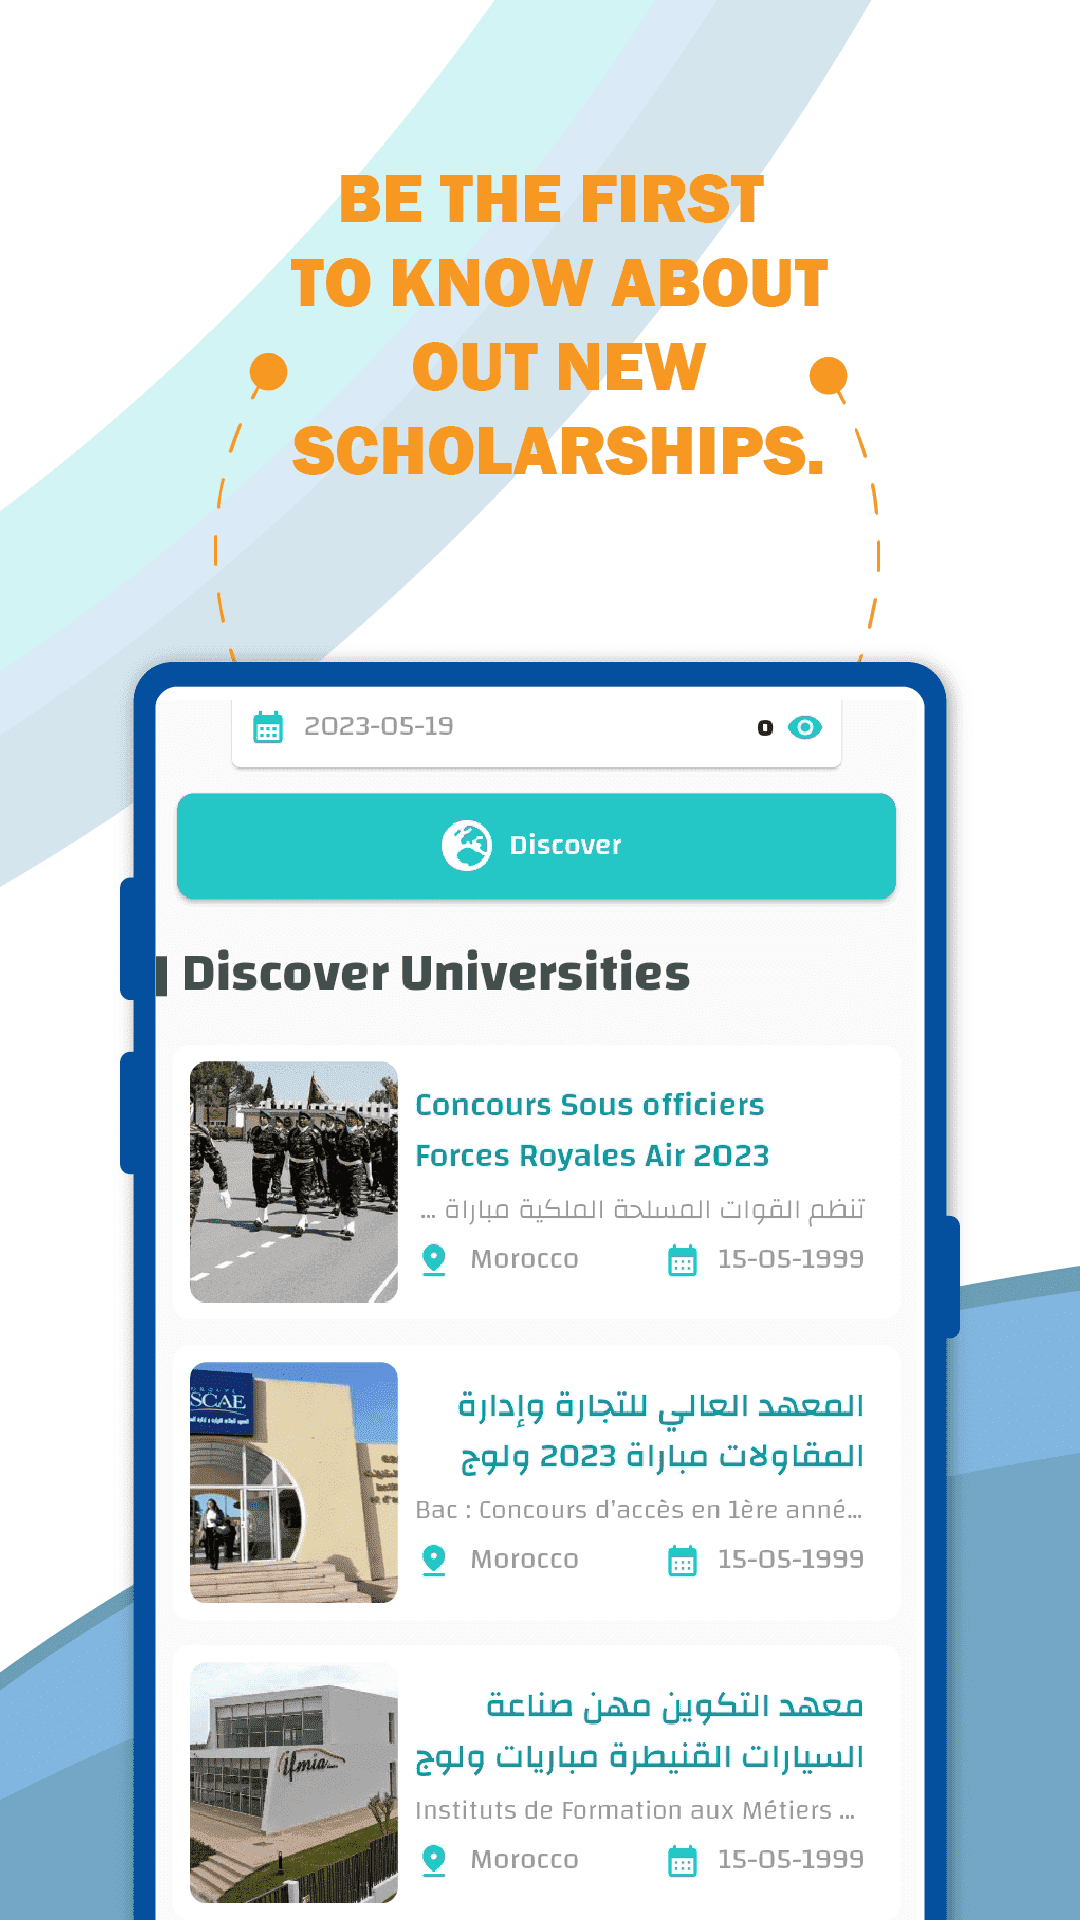 BE THE FIRST
TO KNOW ABOUT
OUT NEW
SCHOLARSHIPS.
2023-05-19
0
Discover
Discover Universities
Concours Sous officiers
Forces Royales Air 2023
تنظم القوات المسلحة الملكية مباراة ...
Morocco
15-05-1999
SCAE
المعهد العالي للتجارة وإدارة
المقاولات مباراة 2023 ولوج
Bac : Concours d'accès en 1ère anné...
Morocco
15-05-1999
ifmia
معهد التكوين مهن صناعة
السيارات القنيطرة مباريات ولوج
Instituts de Formation aux Métiers ...
Morocco
15-05-1999